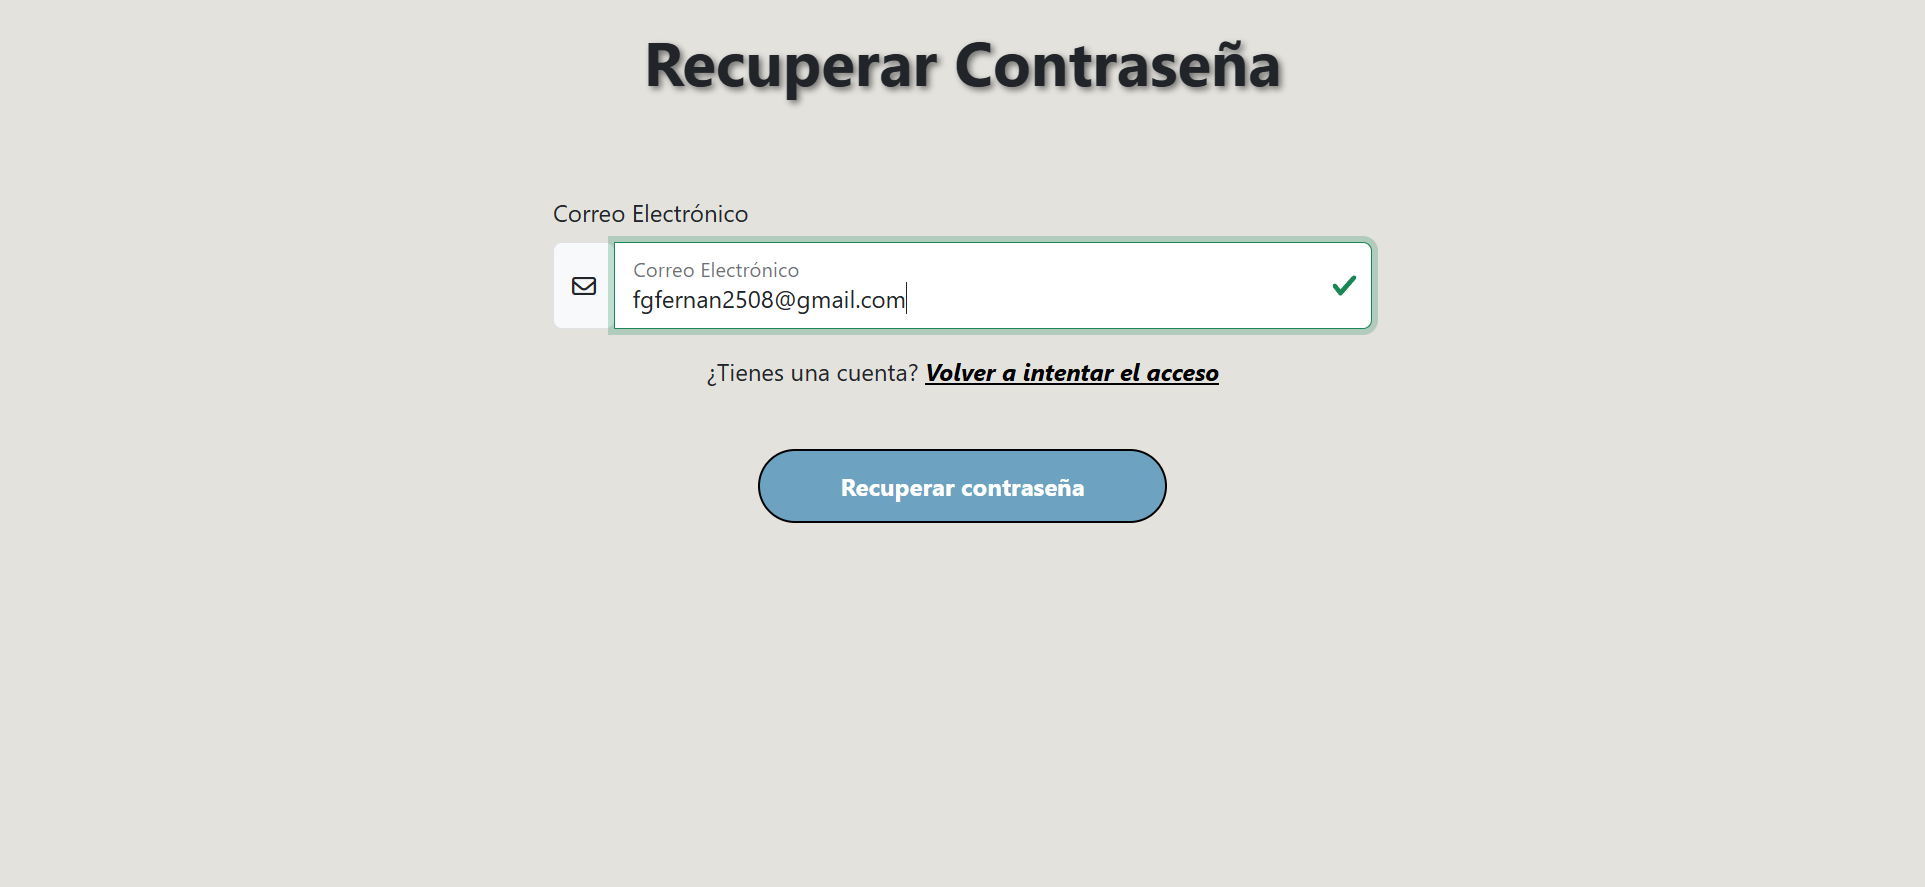 Recuperar Contraseña
Correo Electrónico
Correo Electrónico
fgfernan2508@gmail.com
¿Tienes una cuenta? Volver a intentar el acceso
Recuperar contraseña